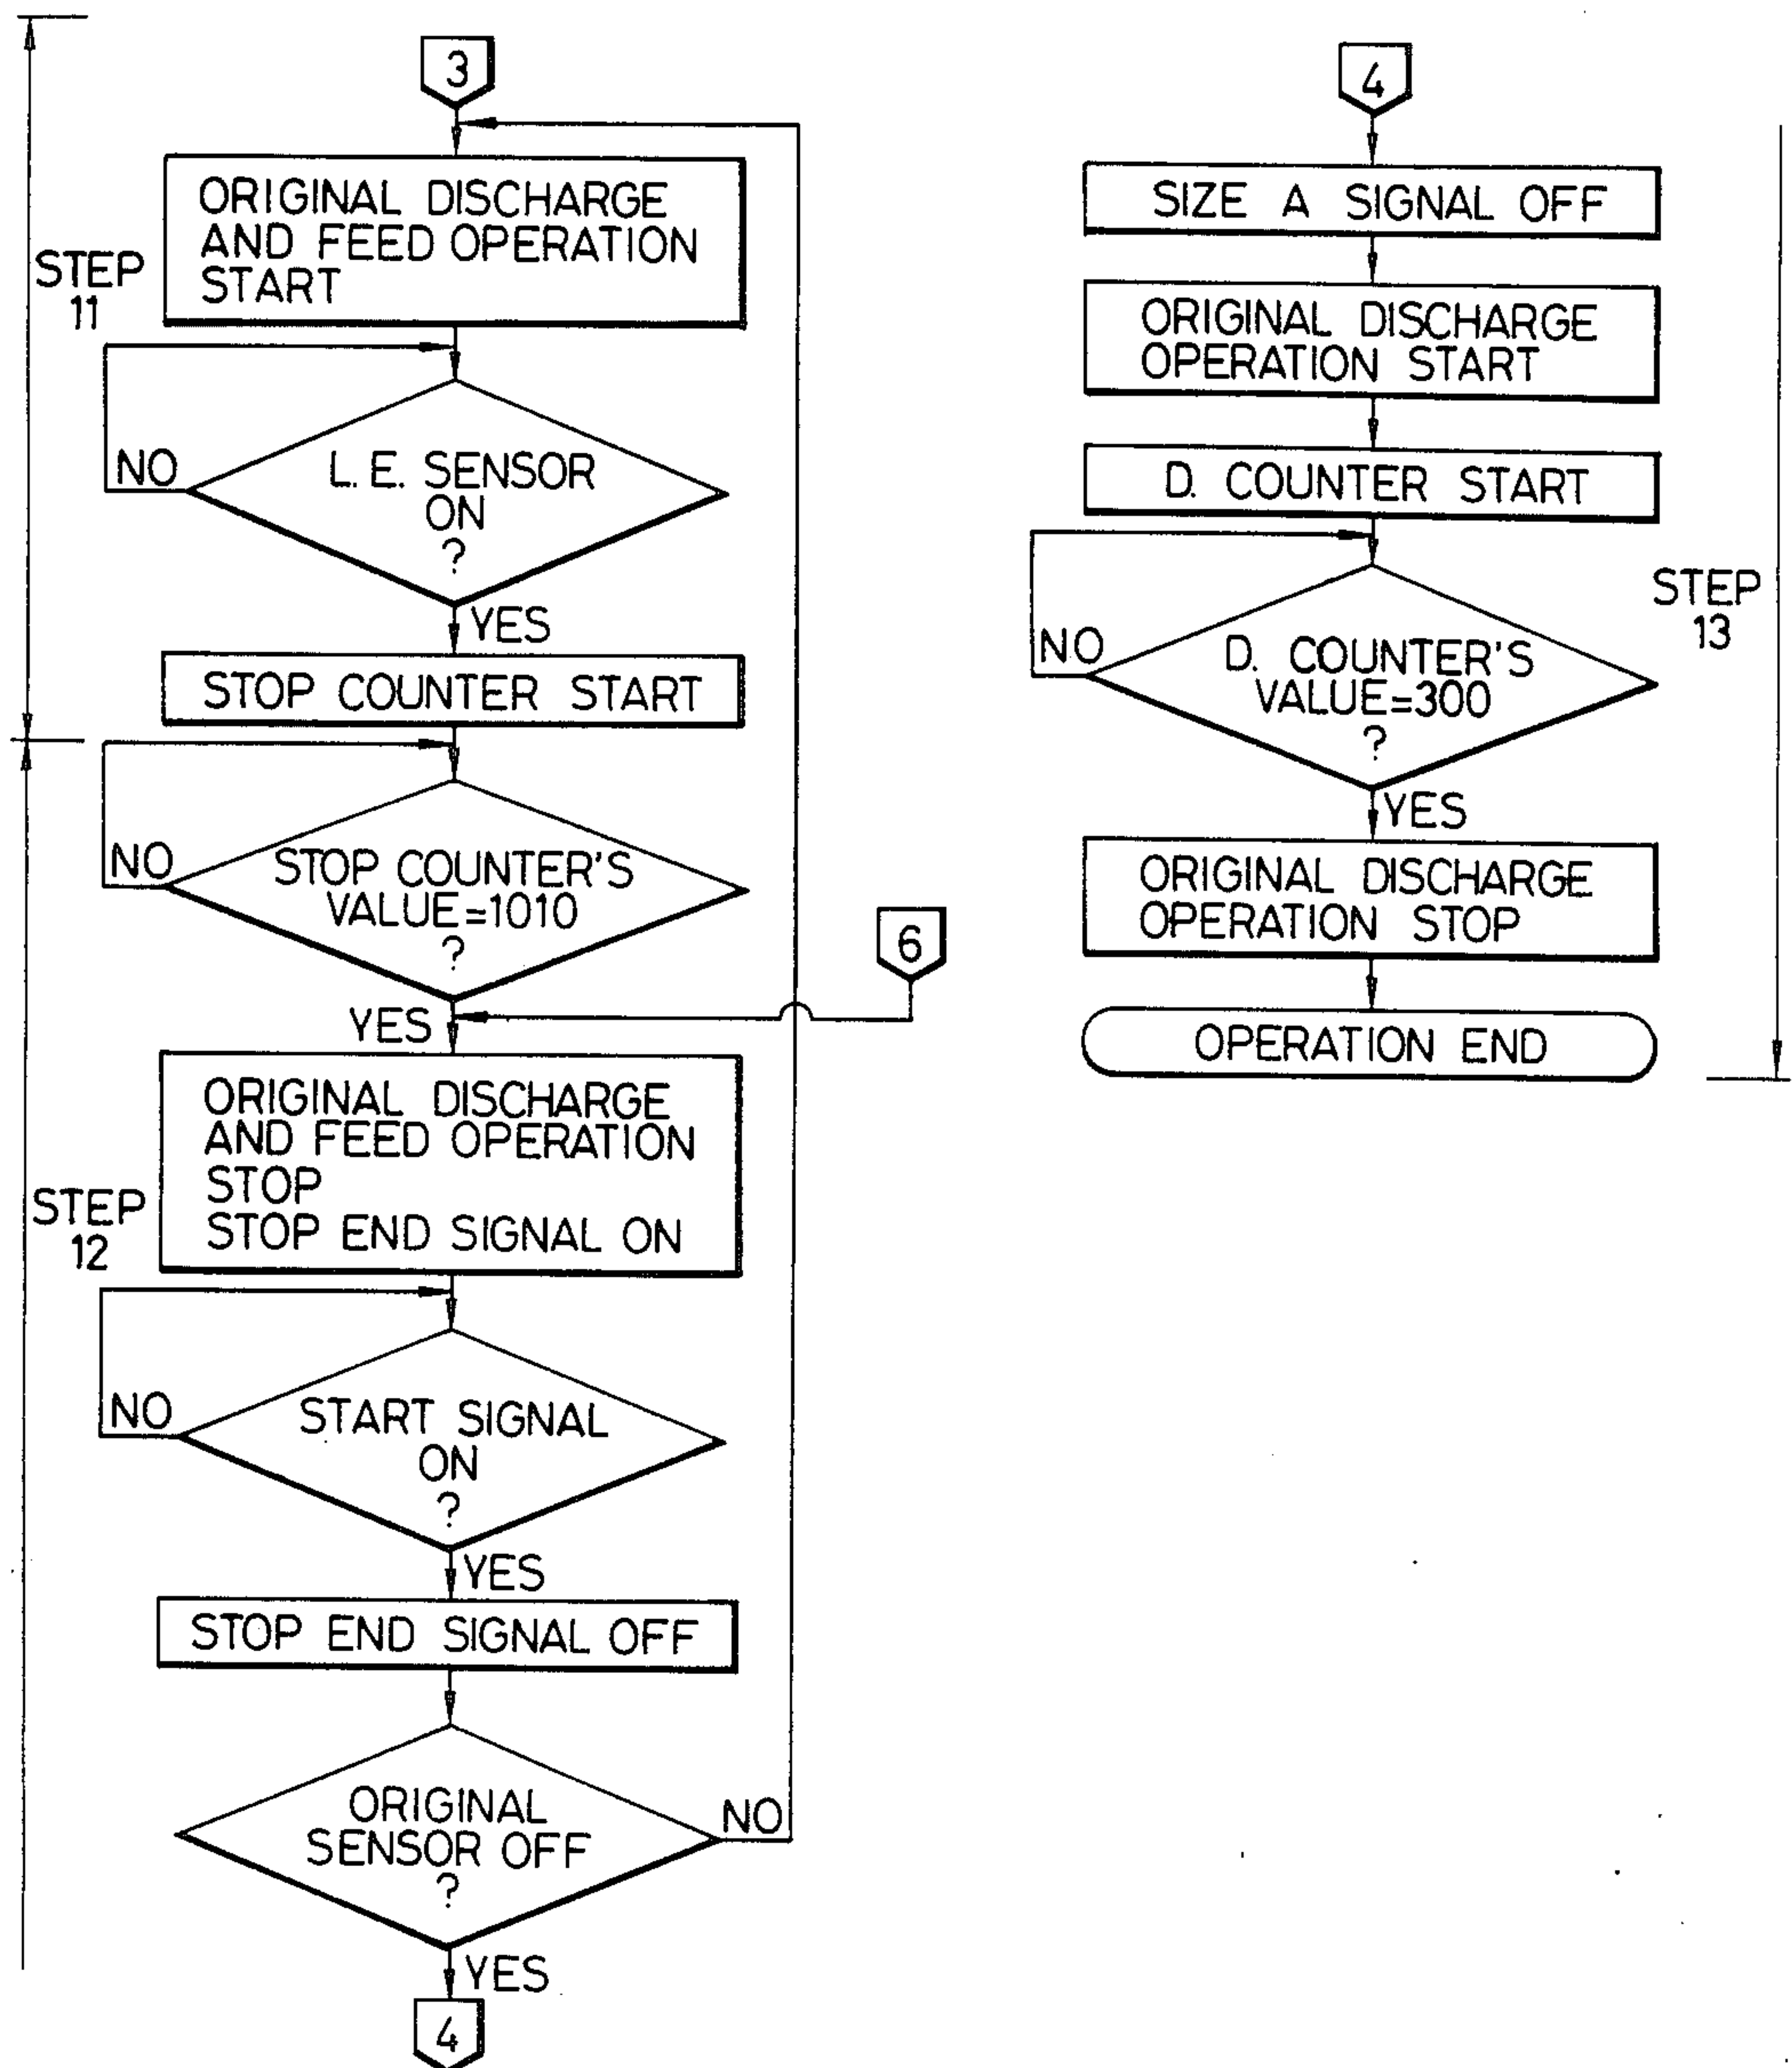 3
ORIGINAL DISCHARGE
AND FEED OPERATION
START
STEP
11
L. E. SENSOR
ON
?
NO
YES
STOP COUNTER START
NO
STOP COUNTER'S
VALUE=1010
?
6
YES
ORIGINAL DISCHARGE
AND FEED OPERATION
STOP
STOP END SIGNAL ON
STEP
12
NO
START SIGNAL
ON
?
YES
STOP END SIGNAL OFF
ORIGINAL
SENSOR OFF
?
NO
YES
4
4
SIZE A SIGNAL OFF
ORIGINAL DISCHARGE
OPERATION START
D. COUNTER START
STEP
13
NO
D. COUNTER'S
VALUE=300
?
YES
ORIGINAL DISCHARGE
OPERATION STOP
OPERATION END